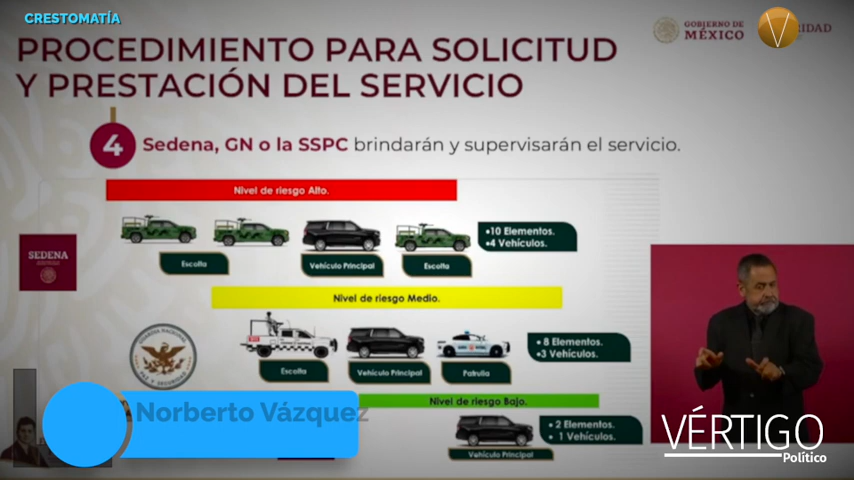 CRESTOMATÍA
GOBIERNO DE
MÉXICO
PROCEDIMIENTO PARA SOLICITUD
Y PRESTACIÓN DEL SERVICIO
4
Sedena, GN o la SSPC brindarán y supervisarán el servicio.
Nivel de riesgo Alto.
SEDENA
•10 Elementos.
•4 Vehículos.
Escolta
Vehículo Principal
Escolta
Nivel de riesgo Medio.
GUARDIA NACIONAL
• 8 Elementos.
•3 Vehículos.
Escolta
Vehículo Principal
Patrulla
Nivel de riesgo Bajo.
Norberto Vázquez
• 2 Elementos.
• 1 Vehículos.
Vehículo Principal
VÉRTIGO
Político